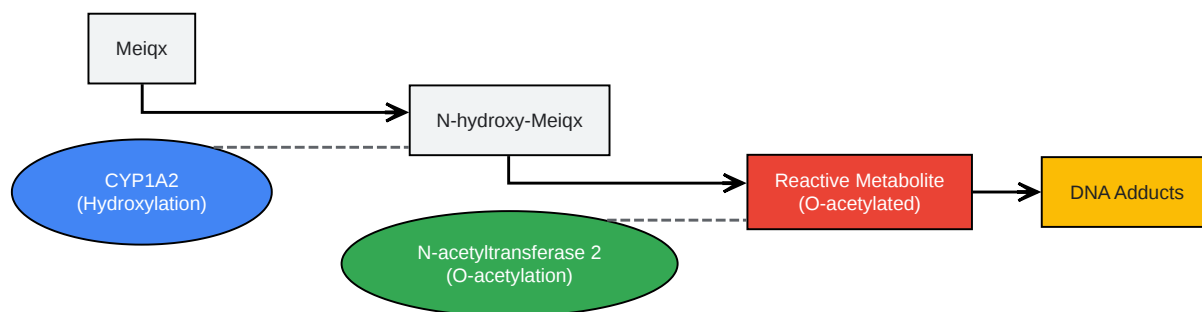 Meiqx
N-hydroxy-Meiqx
CYP1A2
(Hydroxylation)
Reactive Metabolite
(O-acetylated)
DNA Adducts
N-acetyltransferase 2
(O-acetylation)